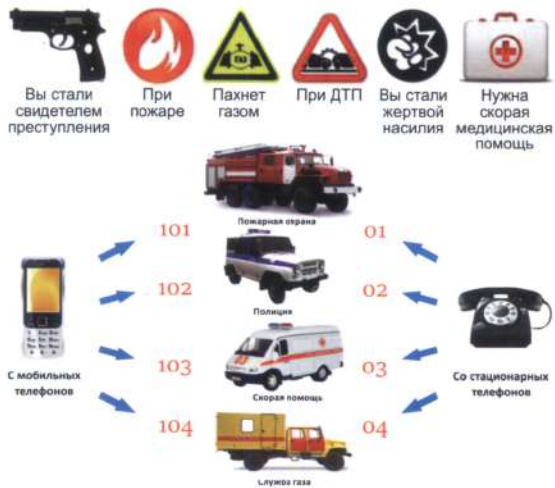 Вы стали
свидетелем
преступления
При
пожаре
Пахнет
газом
При ДТП
Вы стали
жертвой
насилия
Нужна
скорая
медицинская
помощь
Пожарная охрана
101
01
102
02
Полиция
103
03
С мобильных
телефонов
Скорая помощь
Со стационарных
телефонов
104
04
Служба газа